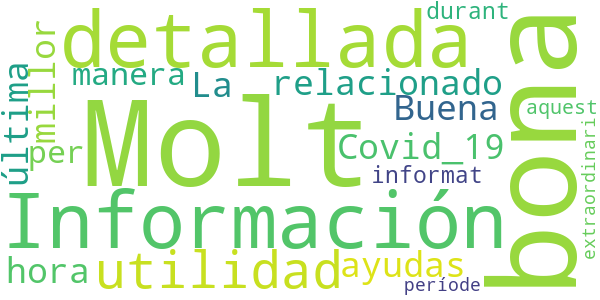 durant
detallada
bona
millor
manera
La
relacionado
última
Molt
Buena
aquest
per
Covid_19
extraordinari
informat
Información
hora
utilidad
ayudas
període